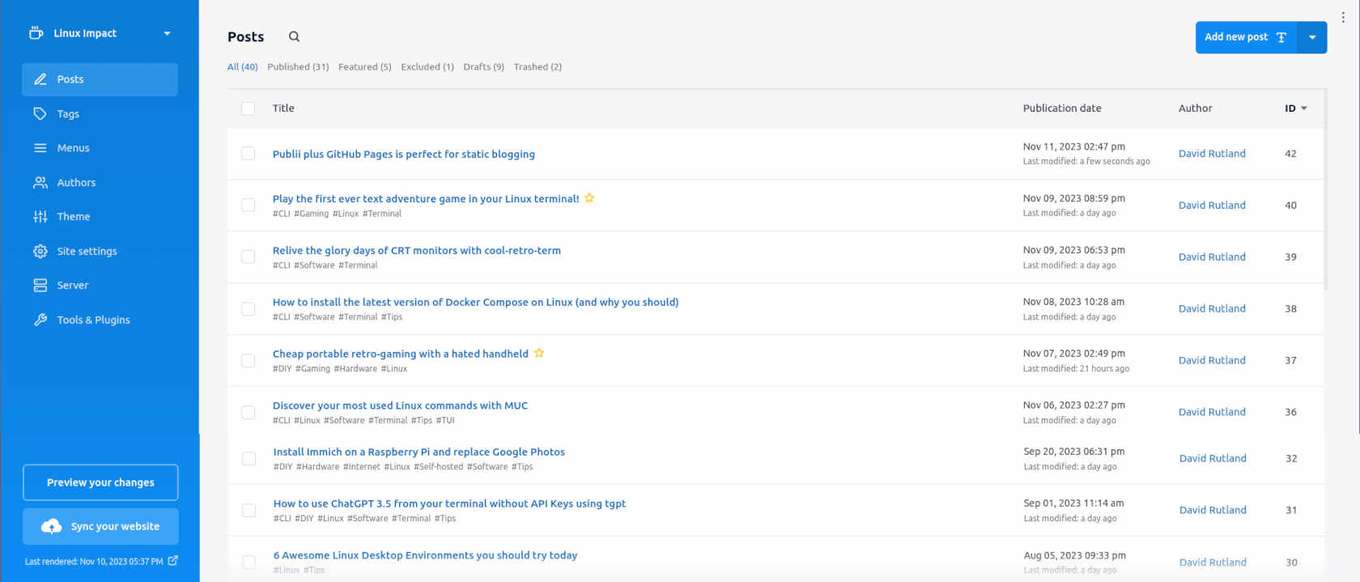 Linux Impact
Posts
Tags
Menus
Authors
Theme
Site settings
Server
Tools & Plugins
Preview your changes
Sync your website
Last rendered: Nov 10, 2023 05:37 PM
Posts
Add new post
All (40) Published (31) Featured (5) Excluded (1) Drafts (9) Trashed (2)
Title Publication date Author ID
Publii plus GitHub Pages is perfect for static blogging
Nov 11, 2023 02:47 pm
Last modified: a few seconds ago
David Rutland
42
Play the first ever text adventure game in your Linux terminal!
#CLI #Gaming #Linux #Terminal
Nov 09, 2023 08:59 pm
Last modified: a day ago
David Rutland
40
Relive the glory days of CRT monitors with cool-retro-term
#CLI #Software #Terminal
Nov 09, 2023 06:53 pm
Last modified: a day ago
David Rutland
39
How to install the latest version of Docker Compose on Linux (and why you should)
#CLI #Software #Terminal #Tips
Nov 08, 2023 10:28 am
Last modified: a day ago
David Rutland
38
Cheap portable retro-gaming with a hated handheld
#DIY #Gaming #Hardware #Linux
Nov 07, 2023 02:49 pm
Last modified: 21 hours ago
David Rutland
37
Discover your most used Linux commands with MUC
#CLI #Linux #Software #Terminal #Tips #TUI
Nov 06, 2023 02:27 pm
Last modified: a day ago
David Rutland
36
Install Immich on a Raspberry Pi and replace Google Photos
#DIY #Hardware #Internet #Linux #Self-hosted #Software #Tips
Sep 20, 2023 06:31 pm
Last modified: a day ago
David Rutland
32
How to use ChatGPT 3.5 from your terminal without API Keys using tgpt
#CLI #DIY #Linux #Software #Terminal #Tips
Sep 01, 2023 11:14 am
Last modified: a day ago
David Rutland
31
6 Awesome Linux Desktop Environments you should try today
#Linux #Tips
Aug 05, 2023 09:33 pm
Last modified: a day ago
David Rutland
30